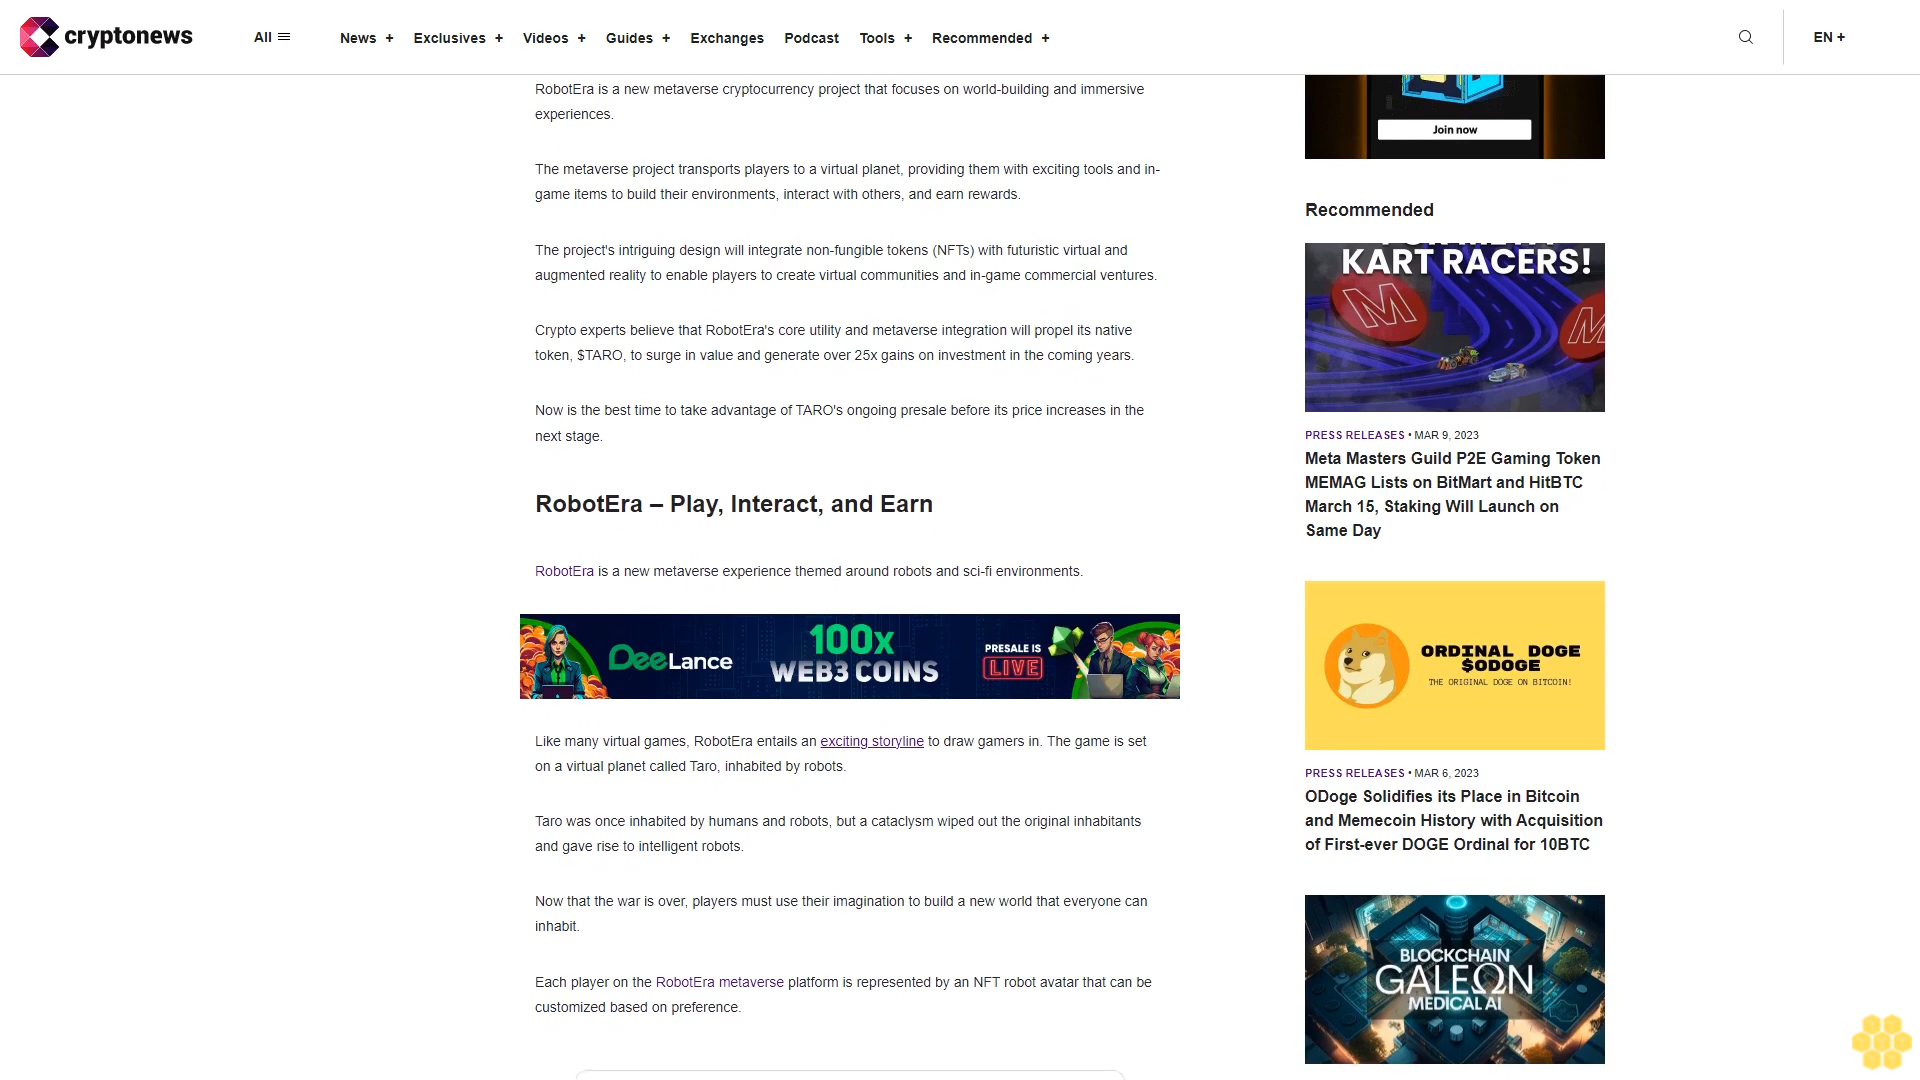 cryptonews
All
News +
Exclusives +
Videos +
Guides +
Exchanges
Podcast
Tools +
Recommended +
EN +
RobotEra is a new metaverse cryptocurrency project that focuses on world-building and immersive
experiences.
The metaverse project transports players to a virtual planet, providing them with exciting tools and in-
game items to build their environments, interact with others, and earn rewards.
The project's intriguing design will integrate non-fungible tokens (NFTs) with futuristic virtual and
augmented reality to enable players to create virtual communities and in-game commercial ventures.
Crypto experts believe that RobotEra's core utility and metaverse integration will propel its native
token, $TARO, to surge in value and generate over 25x gains on investment in the coming years.
Now is the best time to take advantage of TARO's ongoing presale before its price increases in the
next stage.
RobotEra – Play, Interact, and Earn
RobotEra is a new metaverse experience themed around robots and sci-fi environments.
DeeLance
100x
WEB3 COINS
PRESALE IS
LIVE
Like many virtual games, RobotEra entails an exciting storyline to draw gamers in. The game is set
on a virtual planet called Taro, inhabited by robots.
Taro was once inhabited by humans and robots, but a cataclysm wiped out the original inhabitants
and gave rise to intelligent robots.
Now that the war is over, players must use their imagination to build a new world that everyone can
inhabit.
Each player on the RobotEra metaverse platform is represented by an NFT robot avatar that can be
customized based on preference.
Join now
Recommended
KART RACERS!
M
M
PRESS RELEASES • MAR 9, 2023
Meta Masters Guild P2E Gaming Token
MEMAG Lists on BitMart and HitBTC
March 15, Staking Will Launch on
Same Day
ORDINAL DOGE
$ODOGE
THE ORIGINAL DOGE ON BITCOIN!
PRESS RELEASES • MAR 6, 2023
ODoge Solidifies its Place in Bitcoin
and Memecoin History with Acquisition
of First-ever DOGE Ordinal for 10BTC
BLOCKCHAIN
GALEΩN
MEDICAL AI